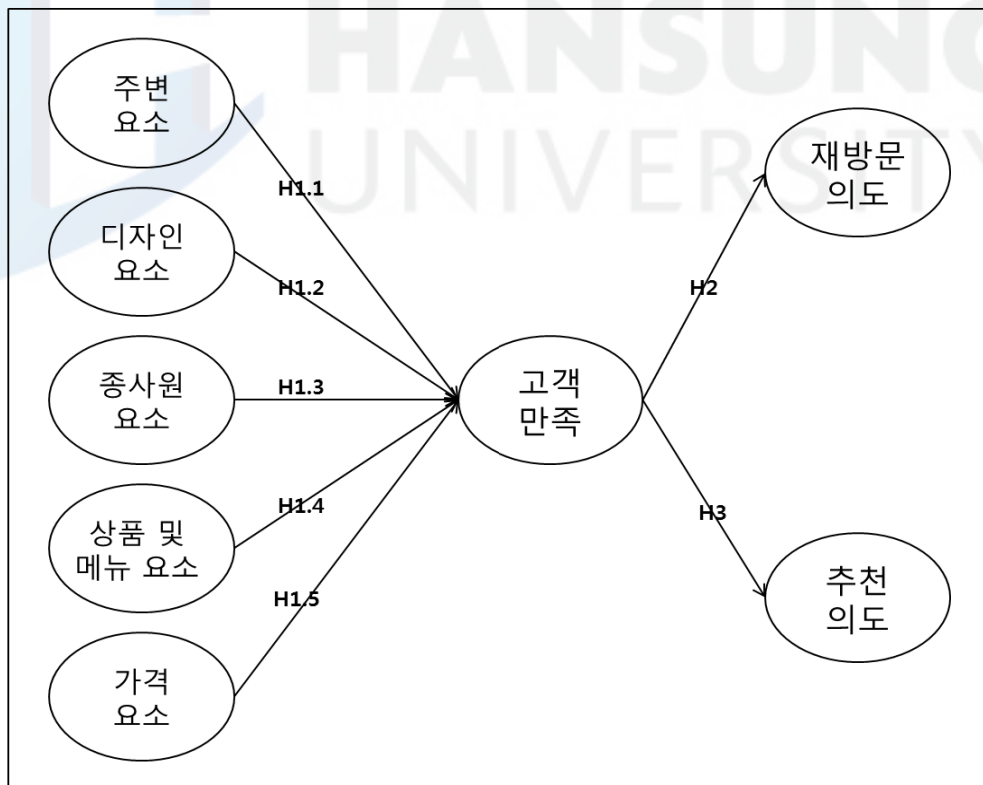 HANSUNG
UNIVERSITY
주변
요소
디자인
요소
종사원
요소
상품 및
메뉴 요소
가격
요소
H1.1
H1.2
H1.3
H1.4
H1.5
고객
만족
H2
H3
재방문
의도
추천
의도